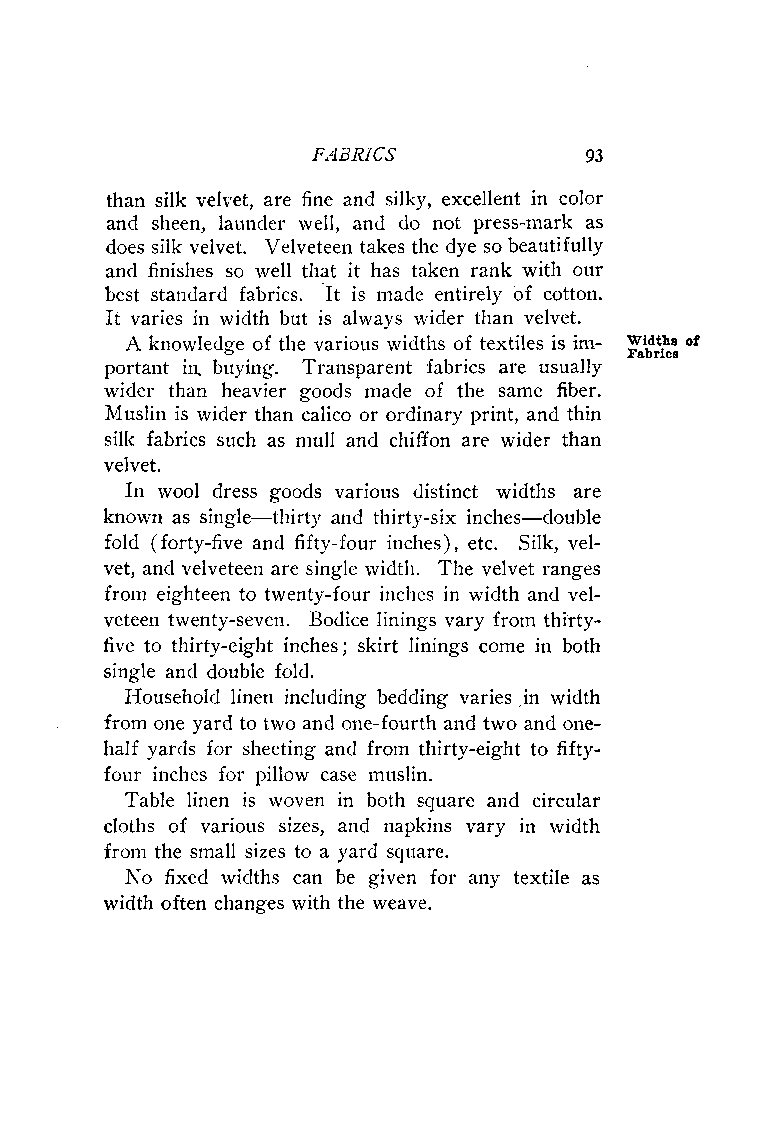 FABRICS 93
than silk velvet, are fine and silky, excellent in color
and sheen, launder well, and do not press-mark as
does silk velvet. Velveteen takes the dye so beautifully
and finishes so well that it has taken rank with our
best standard fabrics. It is made entirely of cotton.
It varies in width but is always wider than velvet.
A knowledge of the various widths of textiles is im-
portant in buying. Transparent fabrics are usually
wider than heavier goods made of the same fiber.
Muslin is wider than calico or ordinary print, and thin
silk fabrics such as mull and chiffon are wider than
velvet.
Widths of
Fabrics
In wool dress goods various distinct widths are
known as single—thirty and thirty-six inches—double
fold (forty-five and fifty-four inches), etc. Silk, vel-
vet, and velveteen are single width. The velvet ranges
from eighteen to twenty-four inches in width and vel-
veteen twenty-seven. Bodice linings vary from thirty-
five to thirty-eight inches; skirt linings come in both
single and double fold.
Household linen including bedding varies in width
from one yard to two and one-fourth and two and one-
half yards for sheeting and from thirty-eight to fifty-
four inches for pillow case muslin.
Table linen is woven in both square and circular
cloths of various sizes, and napkins vary in width
from the small sizes to a yard square.
No fixed widths can be given for any textile as
width often changes with the weave.